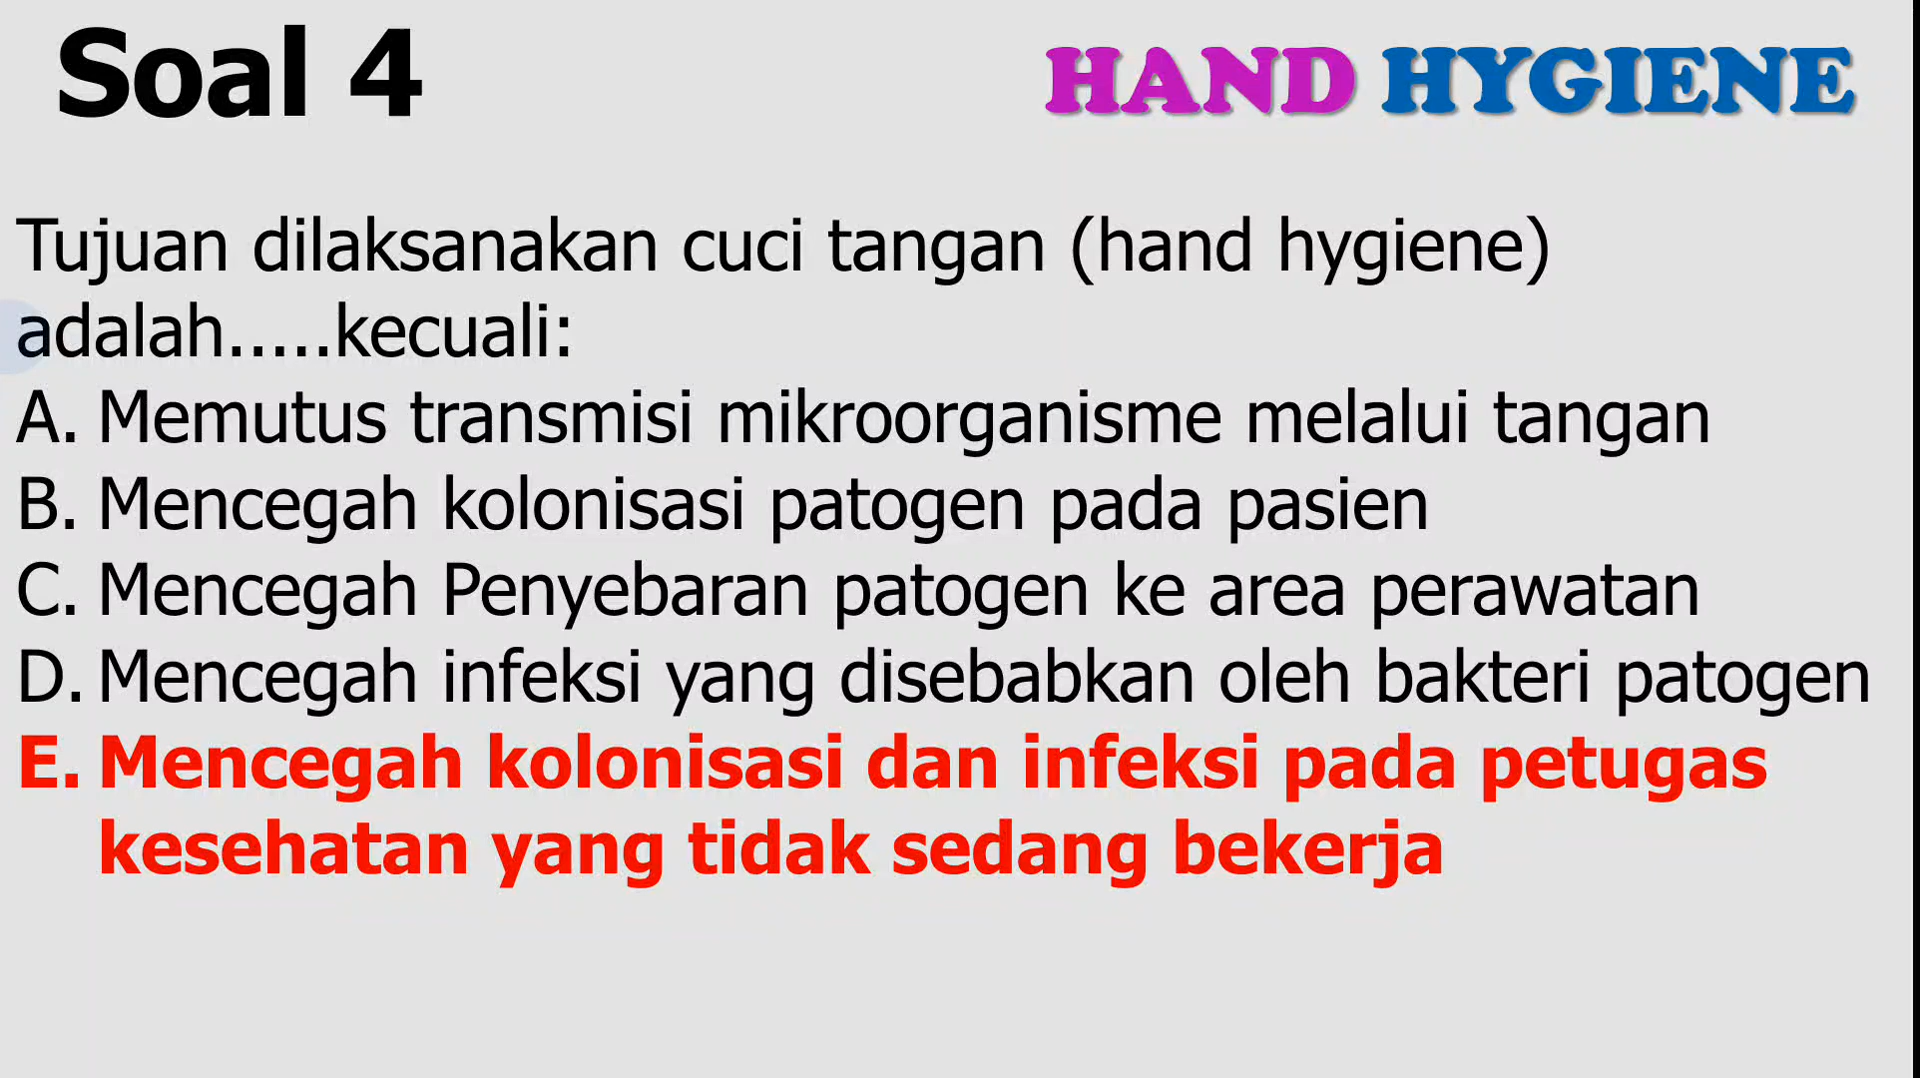 Soal 4
HAND HYGIENE
Tujuan dilaksanakan cuci tangan (hand hygiene)
adalah.....kecuali:
A. Memutus transmisi mikroorganisme melalui tangan
B. Mencegah kolonisasi patogen pada pasien
C. Mencegah Penyebaran patogen ke area perawatan
D. Mencegah infeksi yang disebabkan oleh bakteri patogen
E. Mencegah kolonisasi dan infeksi pada petugas
kesehatan yang tidak sedang bekerja